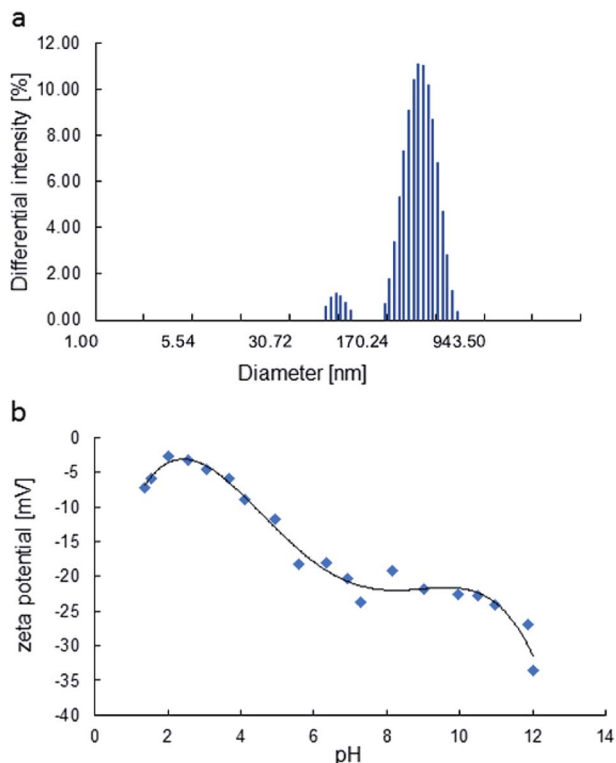 a
Differential intensity [%]
12.00
10.00
8.00
6.00
4.00
2.00
0.00
1.00 5.54 30.72 170.24 943.50
Diameter [nm]
b
zeta potential [mV]
0
-5
-10
-15
-20
-25
-30
-35
-40
0 2 4 6 8 10 12 14
pH